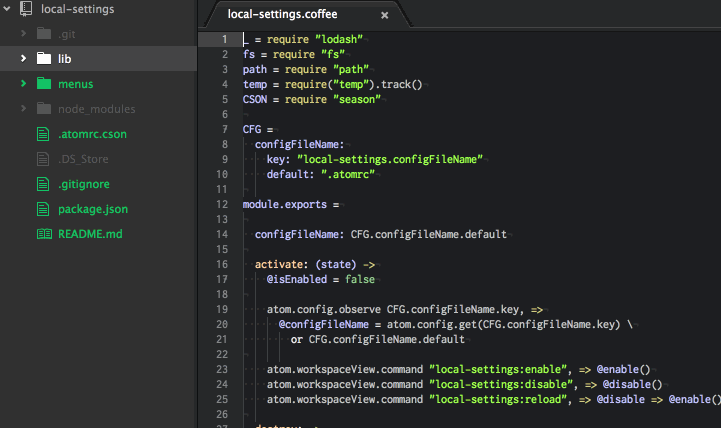 local-settings
.git
lib
menus
node_modules
.atomrc.cson
.DS_Store
.gitignore
package.json
README.md
local-settings.coffee
1 _ = require "lodash"
2 fs = require "fs"
3 path = require "path"
4 temp = require("temp").track()
5 CSON = require "season"
6
7 CFG =
8 configFileName:
9 key: "local-settings.configFileName"
10 default: ".atomrc"
11
12 module.exports =
13
14 configFileName: CFG.configFileName.default
15
16 activate: (state) ->
17 @isEnabled = false
18
19 atom.config.observe CFG.configFileName.key, =>
20 @configFileName = atom.config.get(CFG.configFileName.key) \
21 or CFG.configFileName.default
22
23 atom.workspaceView.command "local-settings:enable", => @enable()
24 atom.workspaceView.command "local-settings:disable", => @disable()
25 atom.workspaceView.command "local-settings:reload", => @disable => @enable()
26
27